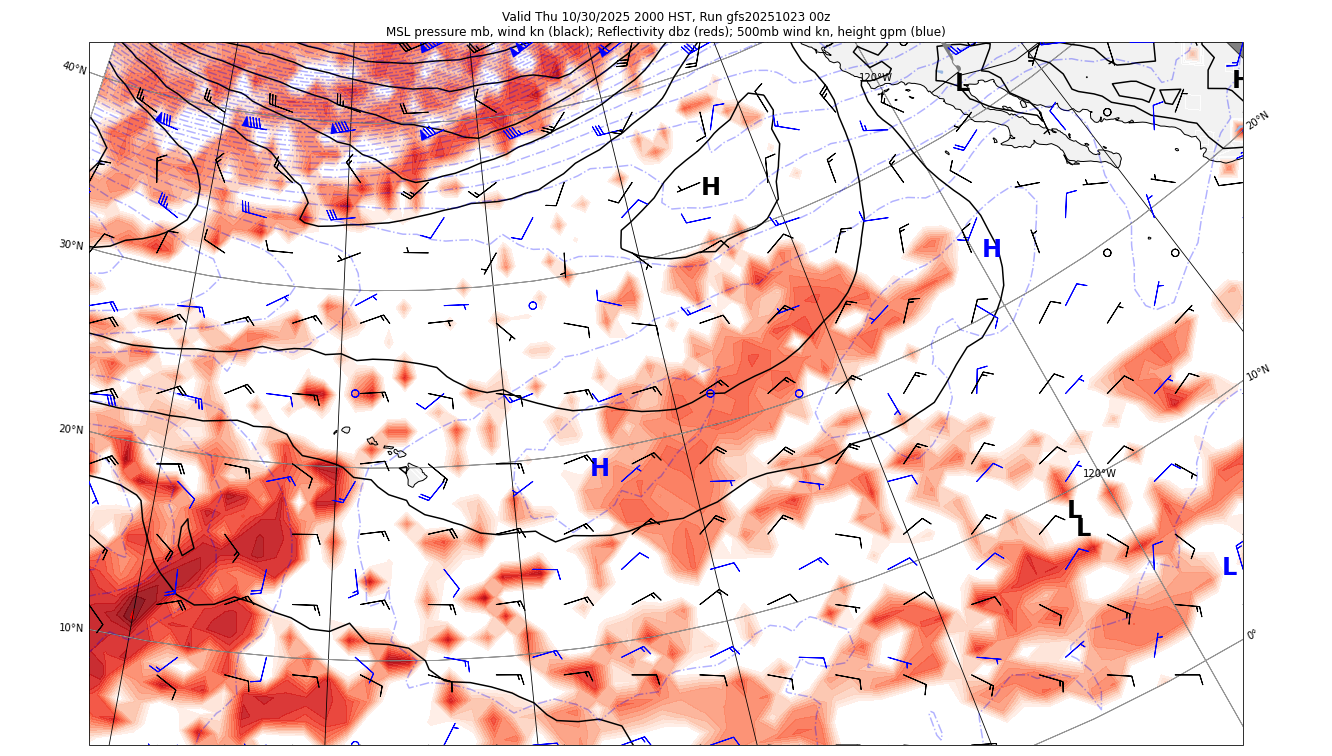 Valid Thu 10/30/2025 2000 HST, Run gfs20251023 00z
MSL pressure mb, wind kn (black); Reflectivity dbz (reds); 500mb wind kn, height gpm (blue)
40°N
120°W
L
H
20°N
H
30°N
H
10°N
20°N
H
120°W
L
L
L
10°N
0°